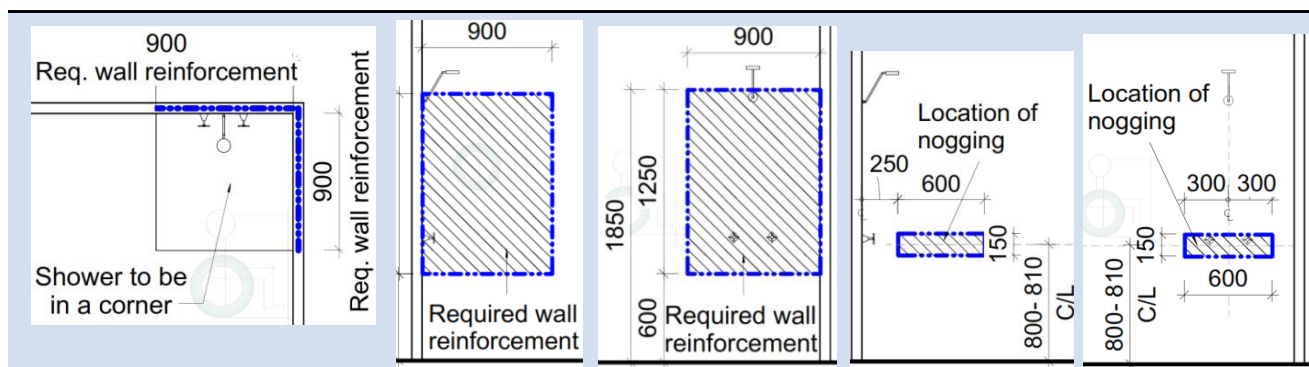 900
Req. wall reinforcement
Req. wall reinforcement
900
Shower to be
in a corner
900
Required wall
reinforcement
900
1850
1250
600
Required wall
reinforcement
Location of
nogging
250
600
150
800- 810
C/L
Location of
nogging
300
300
C/L
150
600
800- 810
C/L